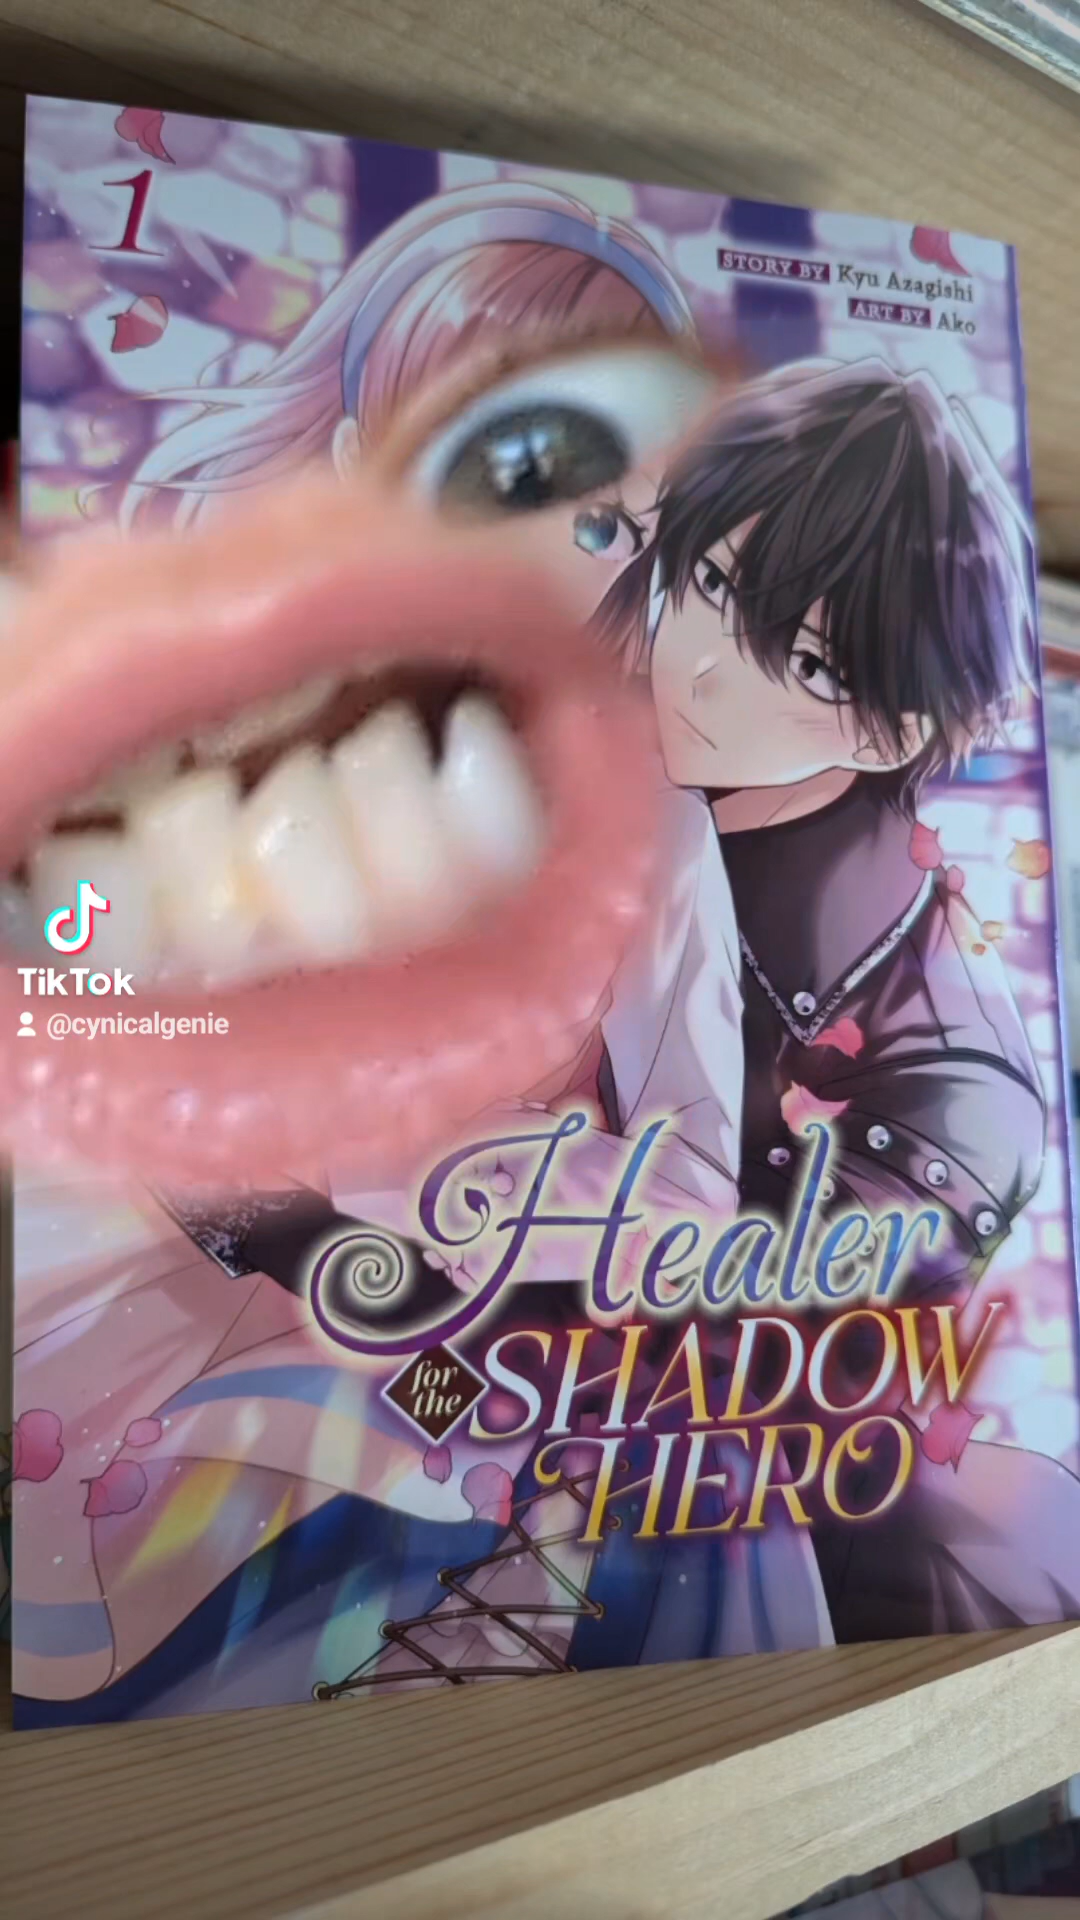 1
STORY BY Kyu Azagishi
ART BY Ako
TikTok
@cynicalgenie
Healer
for the
SHADOW
HERO